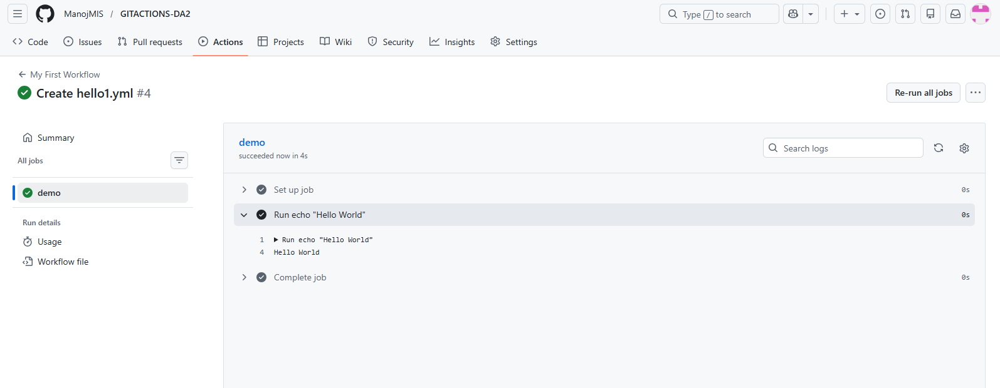 ManojMIS / GITACTIONS-DA2
Type / to search
Code Issues Pull requests Actions Projects Wiki Security Insights Settings
My First Workflow
Create hello1.yml #4
Re-run all jobs
Summary
All jobs
demo
Run details
Usage
Workflow file
demo
succeeded now in 4s
Search logs
Set up job 0s
Run echo "Hello World" 0s
1 Run echo "Hello World"
4 Hello World
Complete job 0s